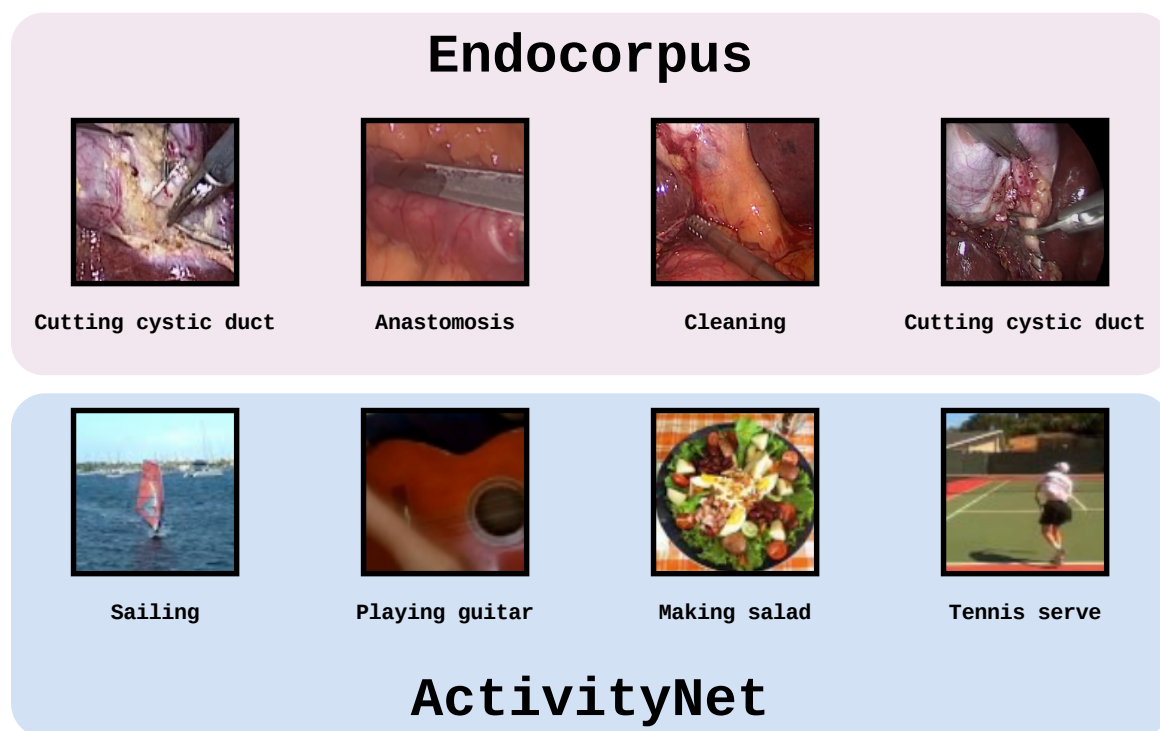 Endocorpus
Cutting cystic duct
Anastomosis
Cleaning
Cutting cystic duct
Sailing
Playing guitar
Making salad
Tennis serve
ActivityNet